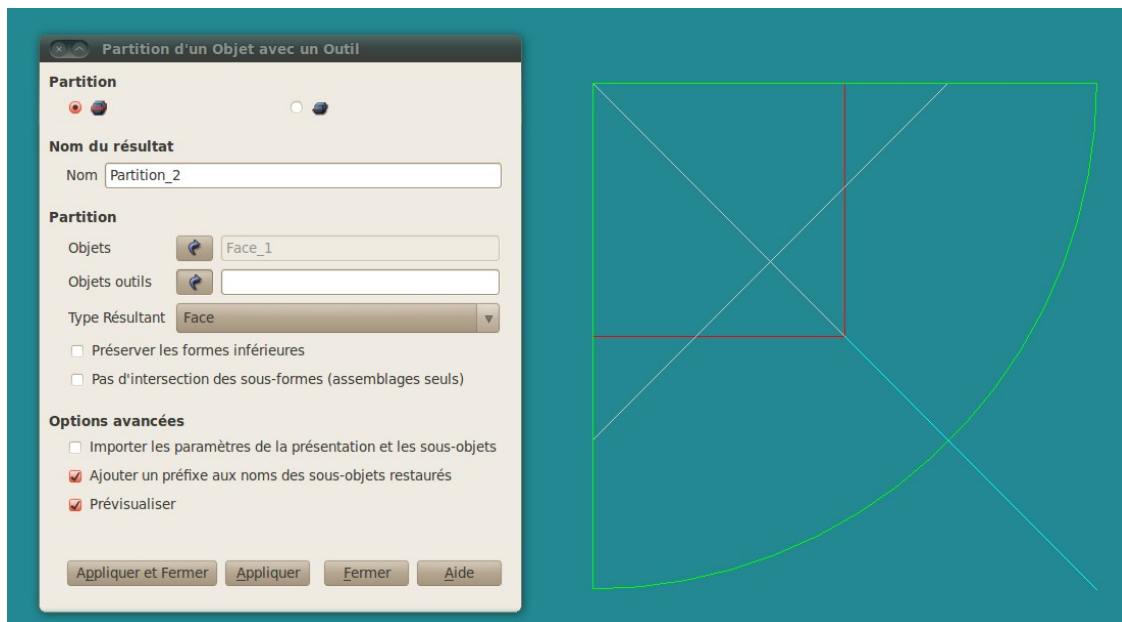 Partition d'un Objet avec un Outil
Partition
Nom du résultat
Nom Partition_2
Partition
Objets Face_1
Objets outils
Type Résultant Face
Préserver les formes inférieures
Pas d'intersection des sous-formes (assemblages seuls)
Options avancées
Importer les paramètres de la présentation et les sous-objets
Ajouter un préfixe aux noms des sous-objets restaurés
Prévisualiser
Appliquer et Fermer Appliquer Fermer Aide